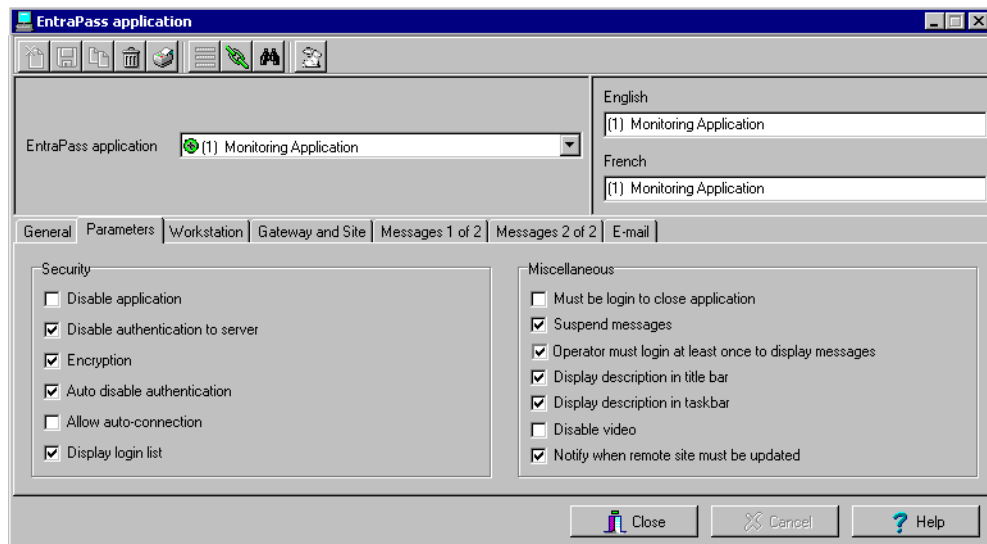 EntraPass application
English
(1) Monitoring Application
EntraPass application
(1) Monitoring Application
French
(1) Monitoring Application
General
Parameters
Workstation
Gateway and Site
Messages 1 of 2
Messages 2 of 2
E-mail
Security
Disable application
Disable authentication to server
Encryption
Auto disable authentication
Allow auto-connection
Display login list
Miscellaneous
Must be login to close application
Suspend messages
Operator must login at least once to display messages
Display description in title bar
Display description in taskbar
Disable video
Notify when remote site must be updated
Close
Cancel
Help